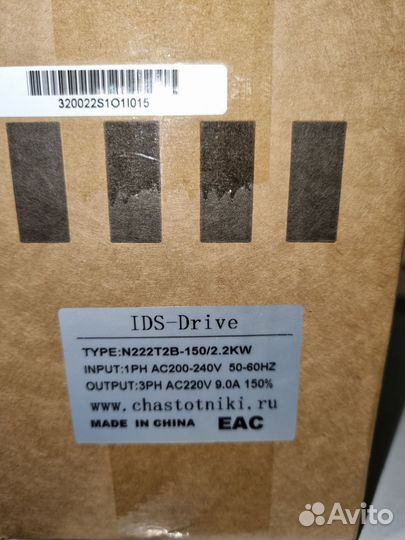 320022S1O1I015
IDS-Drive
TYPE:N222T2B-150/2.2KW
INPUT:1PH AC200-240V 50-60HZ
OUTPUT:3PH AC220V 9.0A 150%
www.chastotniki.ru
MADE IN CHINA EAC
Avito